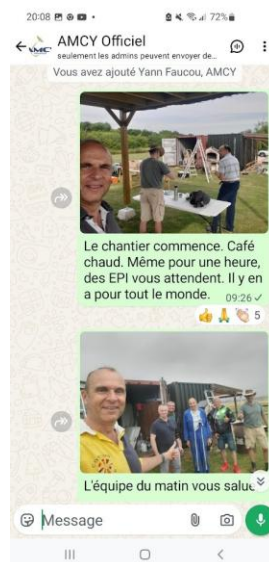 20:08 72%
AMCY Officiel
seulement les admins peuvent envoyer de...
Vous avez ajouté Yann Faucou, AMCY
Le chantier commence. Café
chaud. Même pour une heure,
des EPI vous attendent. Il y en
a pour tout le monde. 09:26
5
L'équipe du matin vous salue
Message